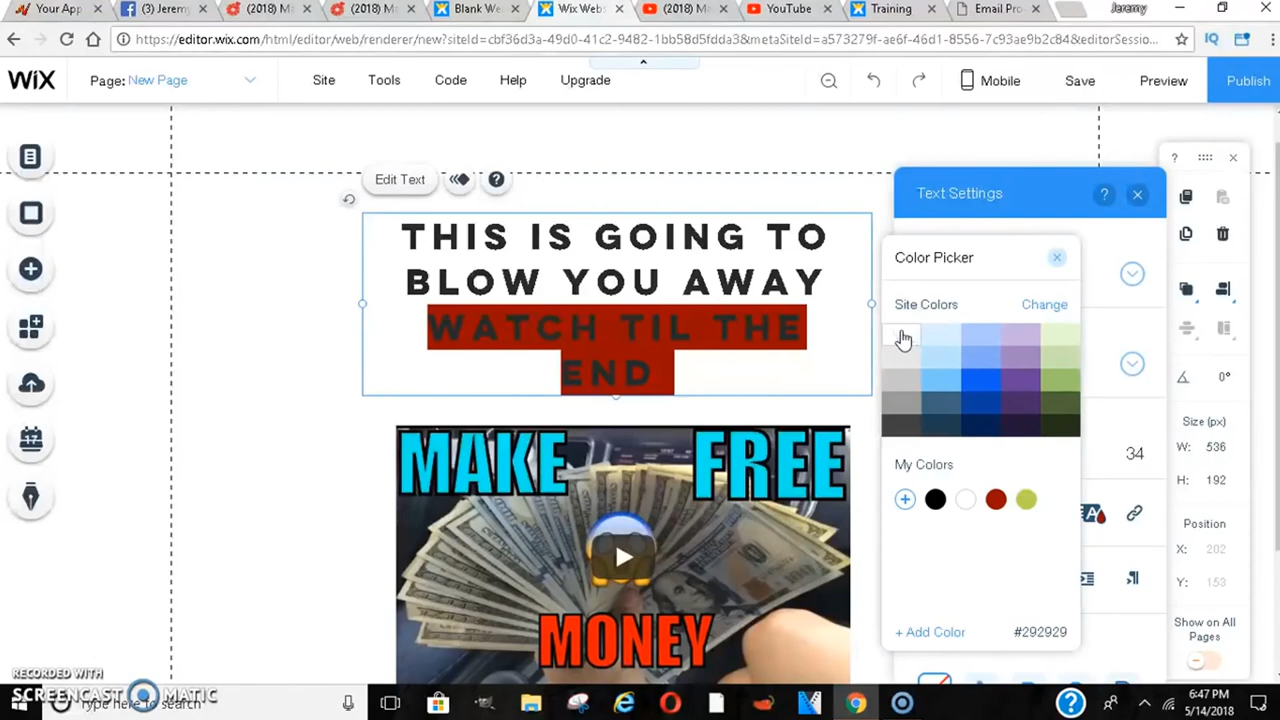 Your App
(3) Jeremy
(2018) M
(2018) M
Blank We
Wix Web
(2018) M
YouTube
Training
Email Pro
Jeremy
https://editor.wix.com/html/editor/web/renderer/new?siteId=cbf36d3a-49d0-41c2-9482-1bb58d5fdda3&metaSiteId=a573279f-ae6f-46d1-8556-7c93ae9b2c84&editorSessio...
WiX
Page: New Page
Site
Tools
Code
Help
Upgrade
Mobile
Save
Preview
Publish
Edit Text
?
Text Settings
?
?
THIS IS GOING TO
BLOW YOU AWAY
WATCH TIL THE
END
Color Picker
Site Colors
Change
My Colors
+ Add Color
#292929
34
0°
Size (px)
W: 536
H: 192
Position
X: 202
Y: 153
Show on All
Pages
17
MAKE
FREE
MONEY
RECORDED WITH
SCREENCAST MATIC
Type here to search
6:47 PM
5/14/2018